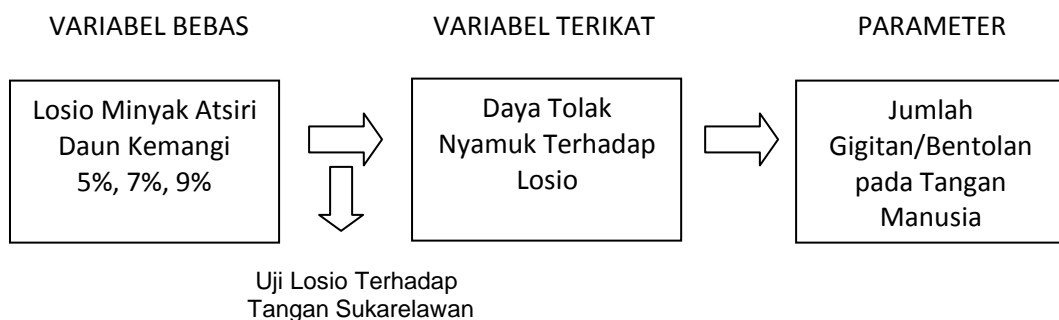 VARIABEL BEBAS
VARIABEL TERIKAT
PARAMETER
Losio Minyak Atsiri
Daun Kemangi
5%, 7%, 9%
Daya Tolak
Nyamuk Terhadap
Losio
Jumlah
Gigitan/Bentolan
pada Tangan
Manusia
Uji Losio Terhadap
Tangan Sukarelawan